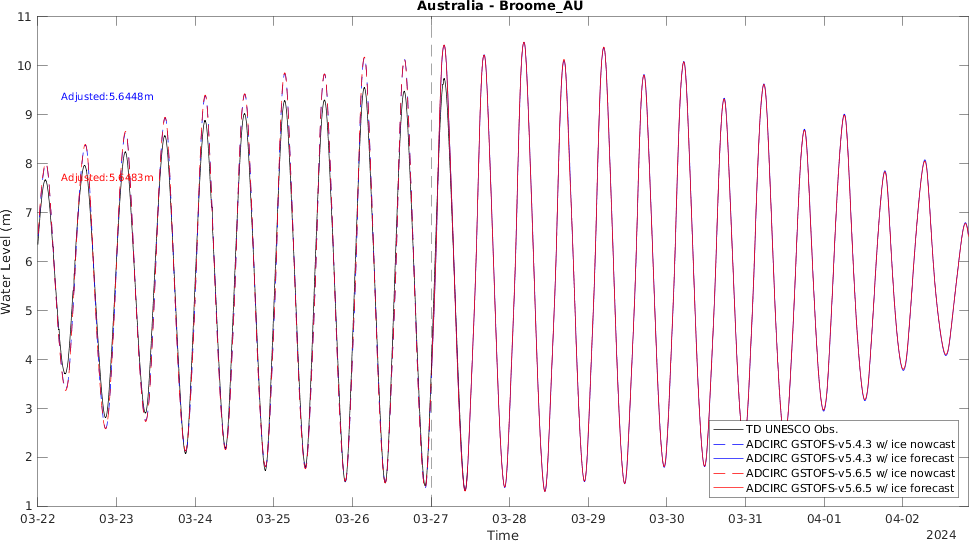 Australia - Broome_AU
11
10
9
8
7
6
5
4
3
2
1
Water Level (m)
Adjusted:5.6448m
Adjusted:5.6483m
TD UNESCO Obs.
ADCIRC GSTOFS-v5.4.3 w/ ice nowcast
ADCIRC GSTOFS-v5.4.3 w/ ice forecast
ADCIRC GSTOFS-v5.6.5 w/ ice nowcast
ADCIRC GSTOFS-v5.6.5 w/ ice forecast
03-22 03-23 03-24 03-25 03-26 03-27 03-28 03-29 03-30 03-31 04-01 04-02
Time
2024